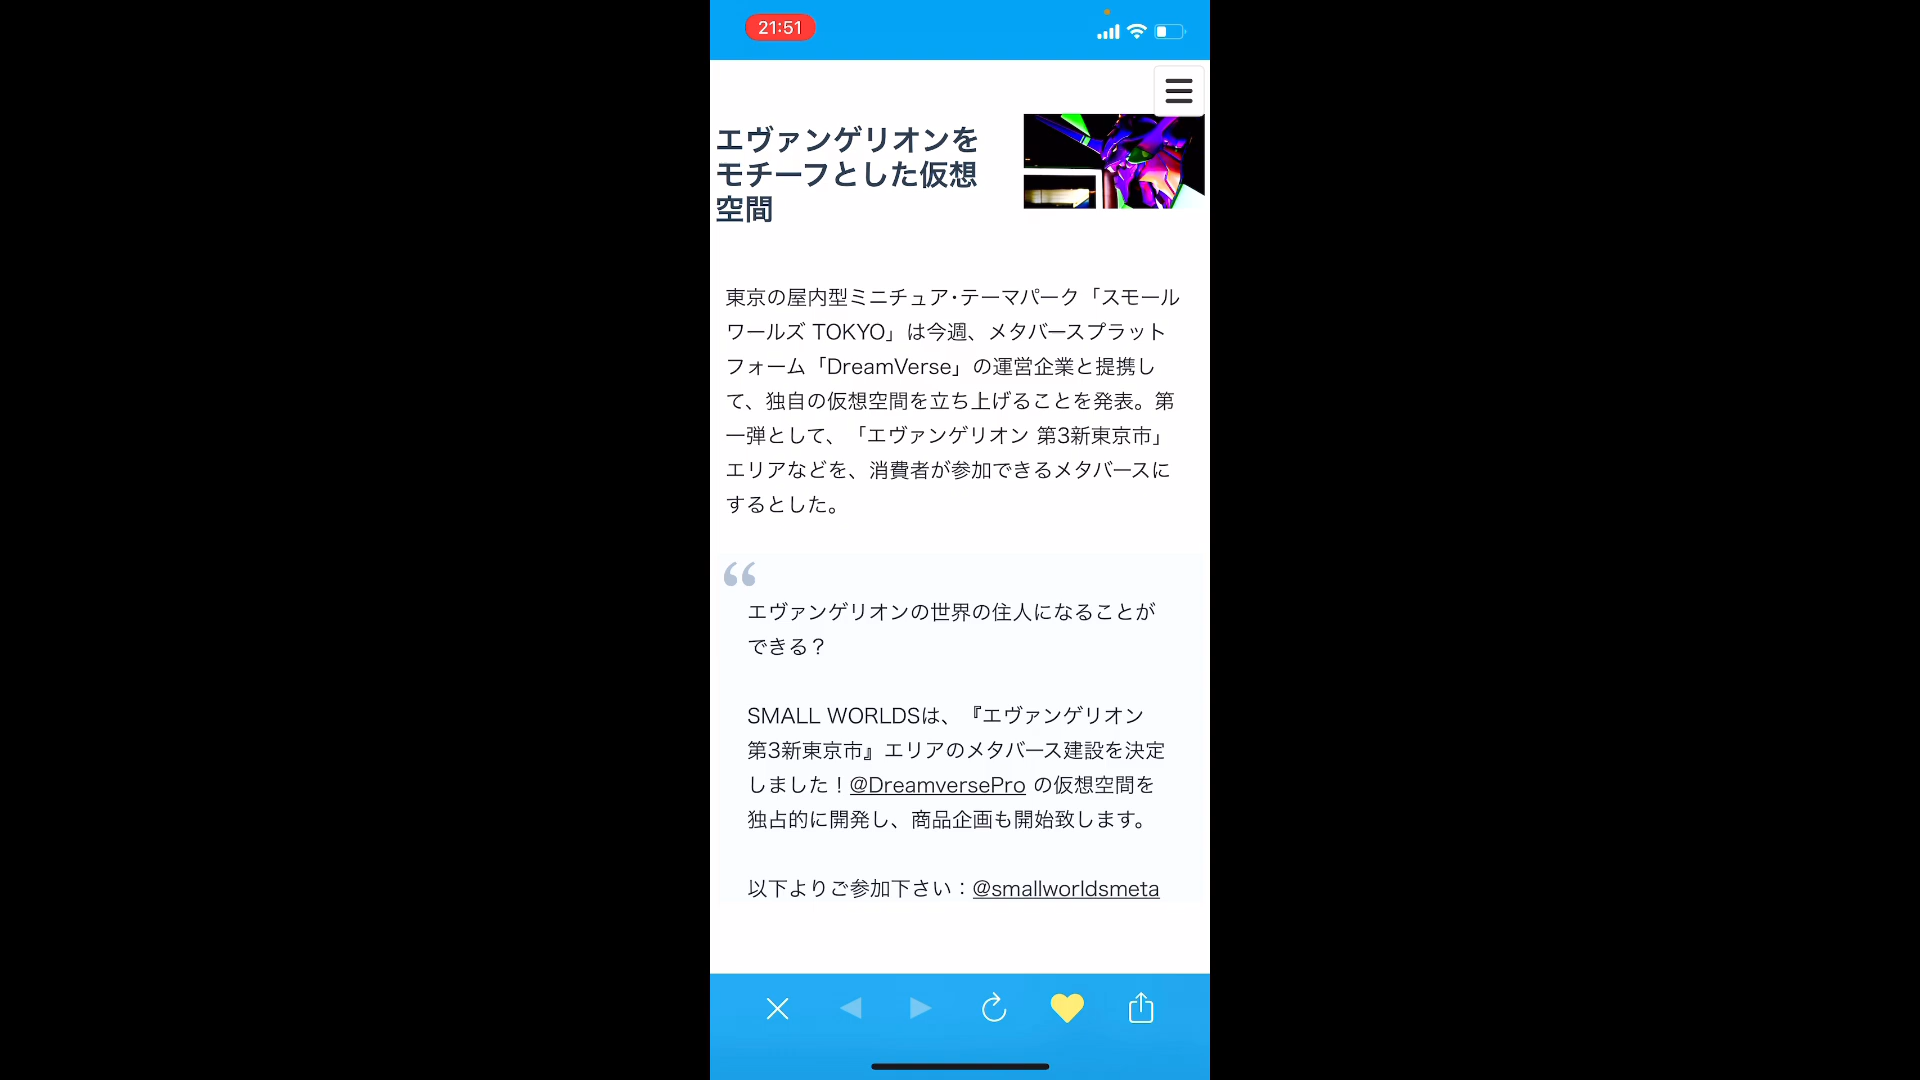 21:51
エヴァンゲリオンを
モチーフとした仮想
空間
東京の屋内型ミニチュア・テーマパーク「スモール
ワールズ TOKYO」は今週、メタバースプラット
フォーム「DreamVerse」の運営企業と提携し
て、独自の仮想空間を立ち上げることを発表。第
一弾として、「エヴァンゲリオン 第3新東京市」
エリアなどを、消費者が参加できるメタバースに
するとした。
“
エヴァンゲリオンの世界の住人になることが
できる？
SMALL WORLDSは、『エヴァンゲリオン
第3新東京市』エリアのメタバース建設を決定
しました！@DreamversePro の仮想空間を
独占的に開発し、商品企画も開始致します。
以下よりご参加下さい：@smallworldsmeta